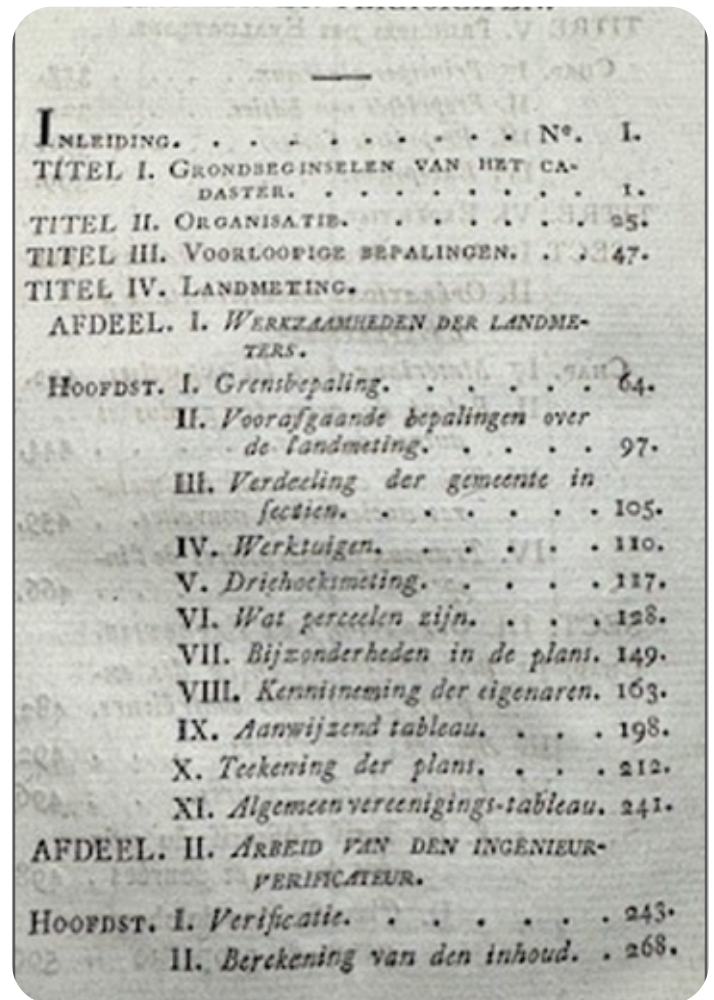 INLEIDING. . . . . . . . . . N°. I.
TITEL I. GRONDBEGINSELEN VAN HET CA-
DASTER. . . . . . . . . 1.
TITEL II. ORGANISATIE. . . . . . . . 25.
TITEL III. VOORLOOPIGE BEPALINGEN. . . 47.
TITEL IV. LANDMETING.
AFDEEL. I. WERKZAAMHEDEN DER LANDME-
TERS.
HOOFDST. I. Grensbepaling. . . . . . . 64.
II. Voorafgaande bepalingen over
de landmeting. . . . . 97.
III. Verdeeling der gemeente in
sectien. . . . . . . . 105.
IV. Werktuigen. . . . . . . 110.
V. Driehoeksmeting. . . . . 117.
VI. Wat perceelen zijn. . . . 128.
VII. Bijzonderheden in de plans. 149.
VIII. Kennisneming der eigenaren. 163.
IX. Aanwijzend tableau. . . . 198.
X. Teekening der plans. . . . 212.
XI. Algemeen vereenigings-tableau. 241.
AFDEEL. II. ARBEID VAN DEN INGENIEUR-
VERIFICATEUR.
HOOFDST. I. Verificatie. . . . . . . 243.
II. Berekening van den inhoud. . 268.